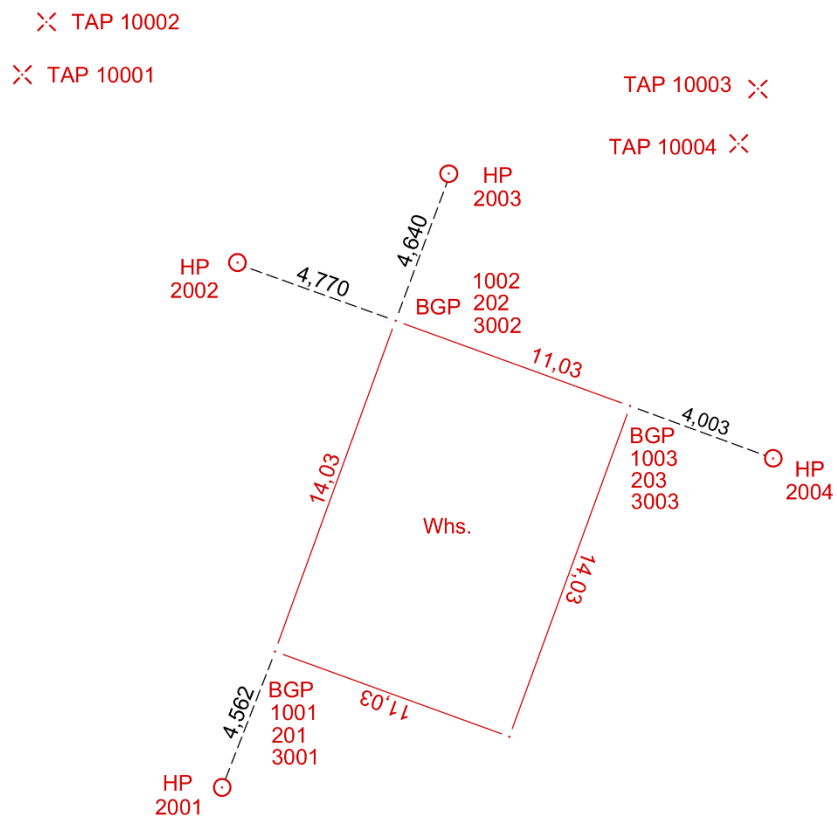 TAP 10002
TAP 10001
TAP 10003
TAP 10004
HP
2003
4,640
HP
2002
4,770
BGP
1002
202
3002
11,03
4,003
BGP
1003
203
3003
HP
2004
14,03
Whs.
14,03
BGP
1001
201
3001
11,03
4,562
HP
2001